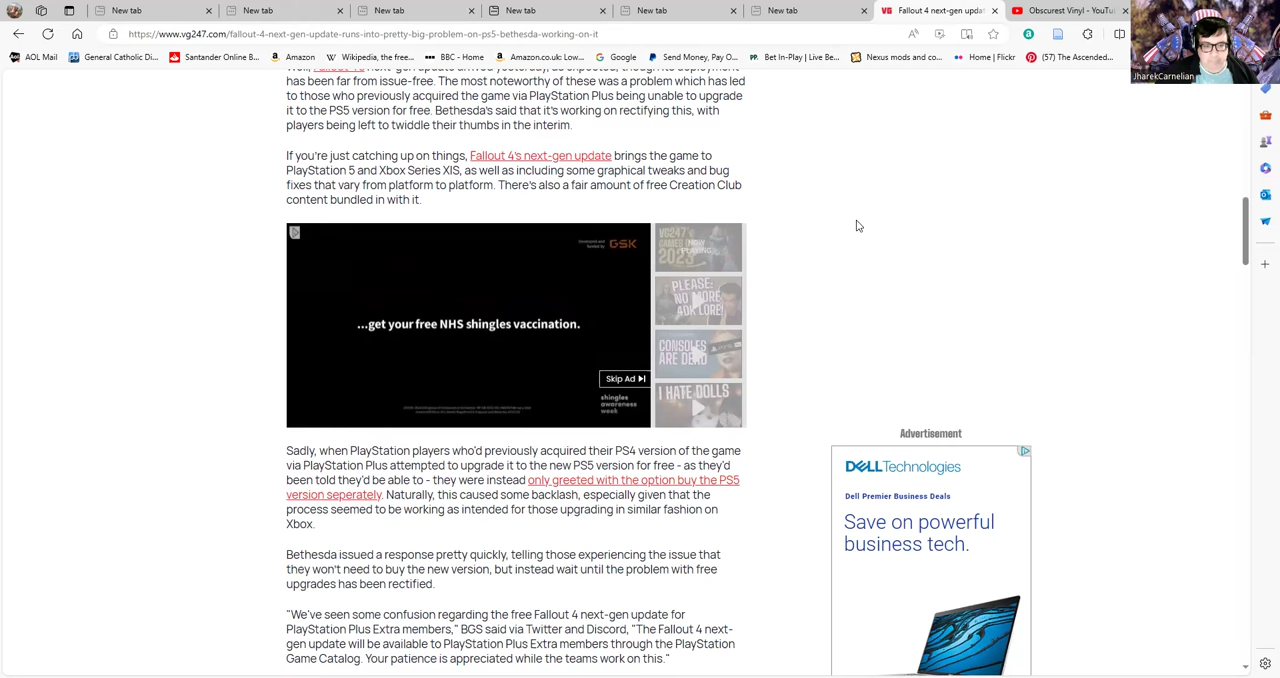 New tab
New tab
New tab
New tab
New tab
New tab
VG Fallout 4 next-gen upda
Obscurest Vinyl - YouTu
https://www.vg247.com/fallout-4-next-gen-update-runs-into-pretty-big-problem-on-ps5-bethesda-working-on-it
AOL Mail
General Catholic Di...
Santander Online B...
Amazon
Wikipedia, the free...
BBC - Home
Amazon.co.uk: Low...
Google
Send Money, Pay O...
Bet In-Play | Live Be...
Nexus mods and co...
Home | Flickr
(57) The Ascended...
JharekCarnelian
has been far from issue-free. The most noteworthy of these was a problem which has led
to those who previously acquired the game via PlayStation Plus being unable to upgrade
it to the PS5 version for free. Bethesda's said that it's working on rectifying this, with
players being left to twiddle their thumbs in the interim.
If you're just catching up on things, Fallout 4's next-gen update brings the game to
PlayStation 5 and Xbox Series X|S, as well as including some graphical tweaks and bug
fixes that vary from platform to platform. There's also a fair amount of free Creation Club
content bundled in with it.
Developed and
funded by
GSK
...get your free NHS shingles vaccination.
Skip Ad
shingles
awareness
week
VG247'S
GAMES OF
2023
NOW
PLAYING
PLEASE:
NO MORE
40K LORE!
CONSOLES
ARE DEAD
I HATE DOLLS
Sadly, when PlayStation players who'd previously acquired their PS4 version of the game
via PlayStation Plus attempted to upgrade it to the new PS5 version for free - as they'd
been told they'd be able to - they were instead only greeted with the option buy the PS5
version seperately. Naturally, this caused some backlash, especially given that the
process seemed to be working as intended for those upgrading in similar fashion on
Xbox.
Bethesda issued a response pretty quickly, telling those experiencing the issue that
they won't need to buy the new version, but instead wait until the problem with free
upgrades has been rectified.
"We've seen some confusion regarding the free Fallout 4 next-gen update for
PlayStation Plus Extra members," BGS said via Twitter and Discord, "The Fallout 4 next-
gen update will be available to PlayStation Plus Extra members through the PlayStation
Game Catalog. Your patience is appreciated while the teams work on this."
Advertisement
DELL Technologies
Dell Premier Business Deals
Save on powerful
business tech.